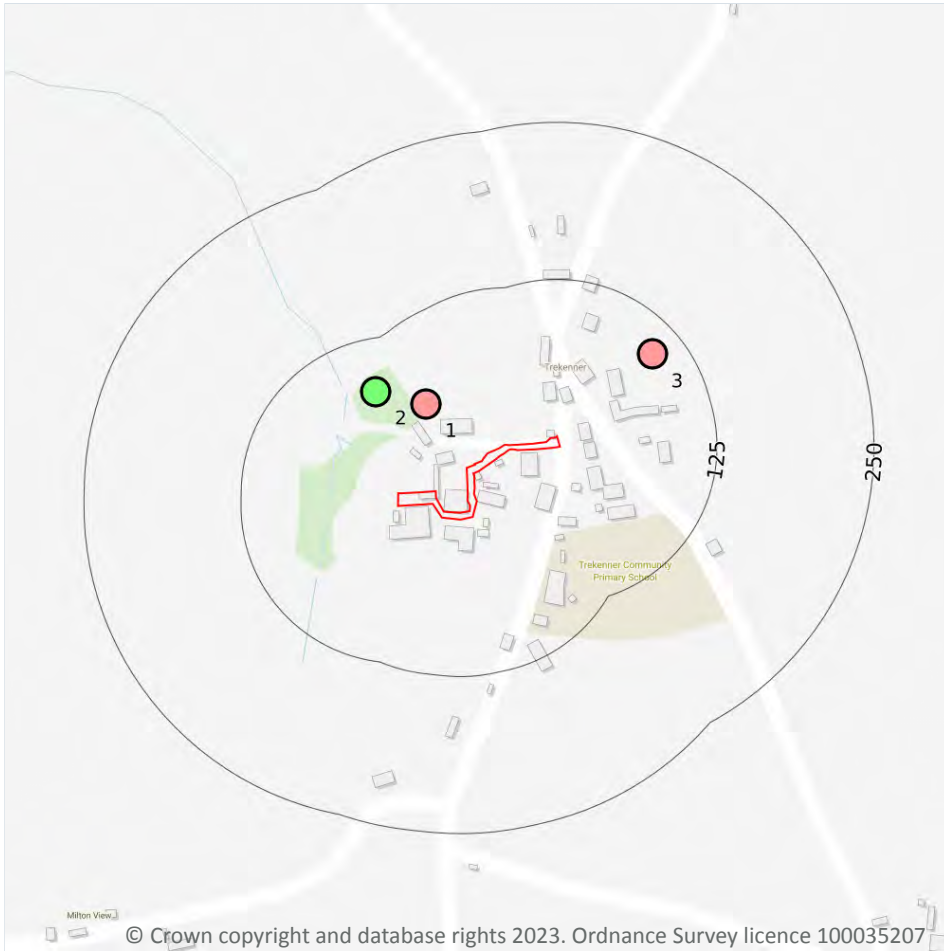 Trekenner
3
2
1
125
250
Trekenner Community
Primary School
Milton View
© Crown copyright and database rights 2023. Ordnance Survey licence 100035207